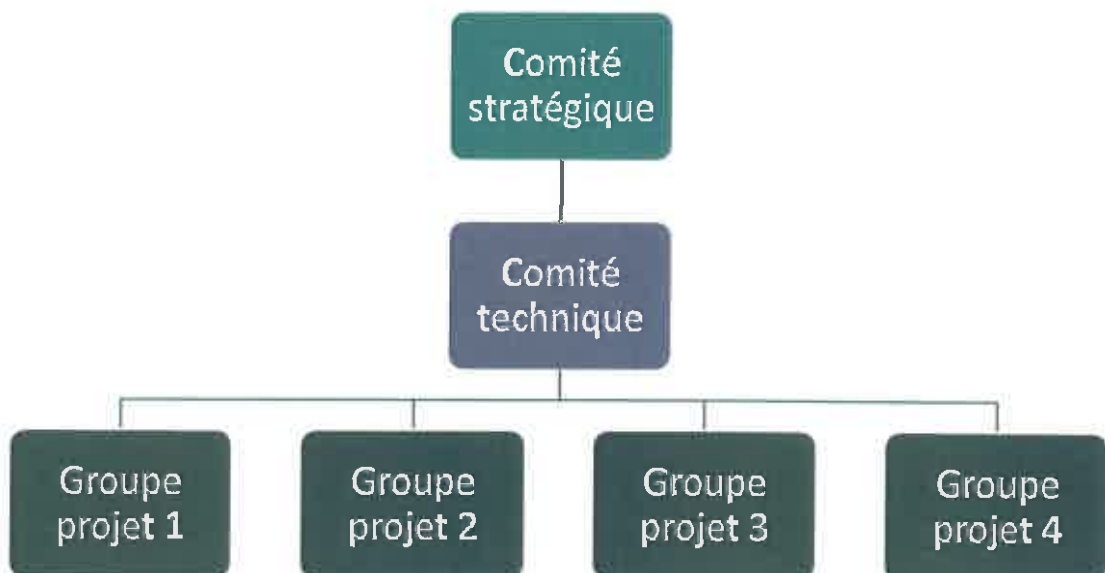 Comité
stratégique
Comité
technique
Groupe
projet 1
Groupe
projet 2
Groupe
projet 3
Groupe
projet 4